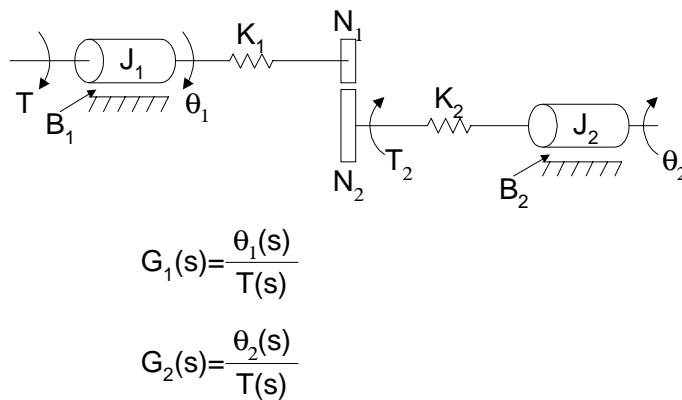 N₁
K₁
J₁
T
θ₁
B₁
K₂
J₂
T₂
N₂
B₂
θ₂
G₁(s)=θ₁(s)/T(s)
G₂(s)=θ₂(s)/T(s)